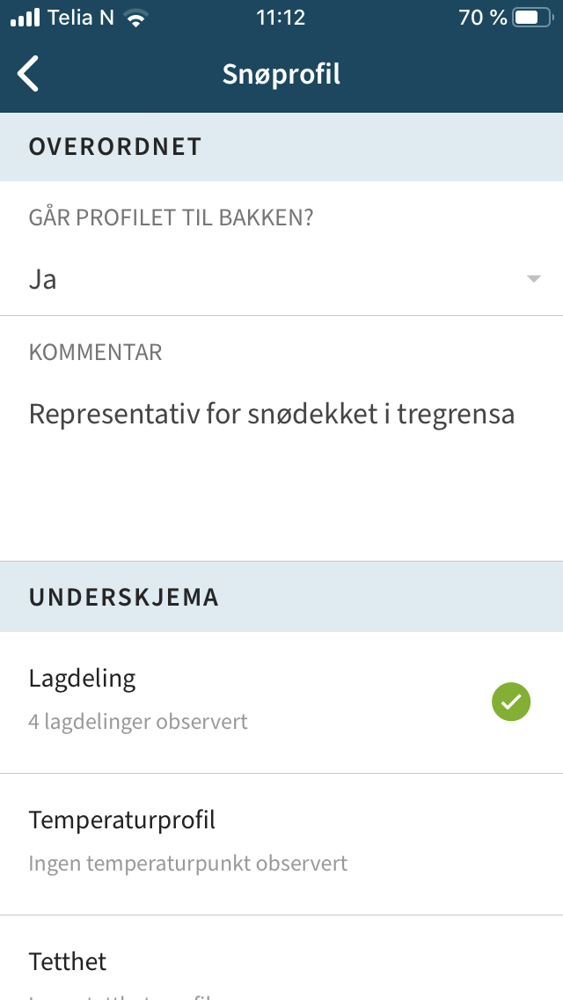 Telia N 11:12 70 %
Snøprofil
OVERORDNET
GÅR PROFILET TIL BAKKEN?
Ja
KOMMENTAR
Representativ for snødekket i tregrensa
UNDERSKJEMA
Lagdeling
4 lagdelinger observert
Temperaturprofil
Ingen temperaturpunkt observert
Tetthet